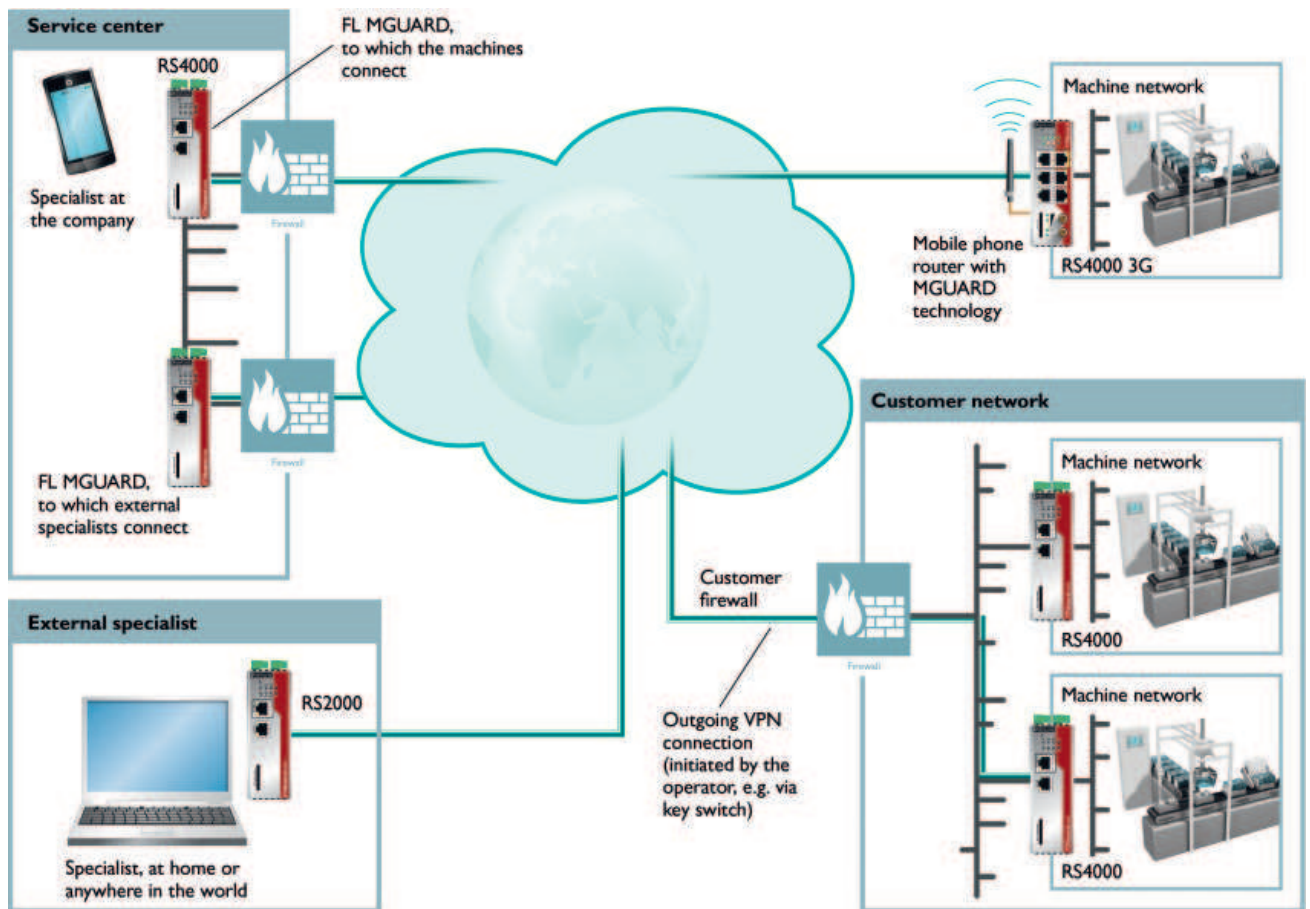 Service center
RS4000
FL MGUARD,
to which the machines
connect
Specialist at
the company
Firewall
Firewall
FL MGUARD,
to which external
specialists connect
Machine network
Mobile phone
router with
MGUARD
technology
RS4000 3G
External specialist
RS2000
Specialist, at home or
anywhere in the world
Customer
firewall
Firewall
Outgoing VPN
connection
(initiated by the
operator, e.g. via
key switch)
Customer network
Machine network
RS4000
Machine network
RS4000